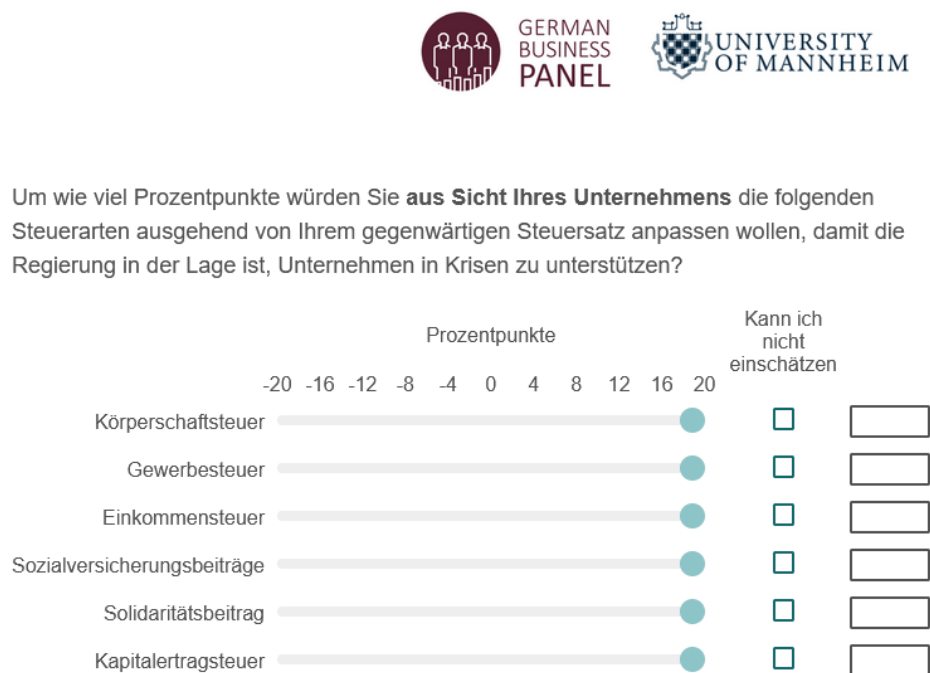 GERMAN
BUSINESS
PANEL
UNIVERSITY
OF MANNHEIM
Um wie viel Prozentpunkte würden Sie aus Sicht Ihres Unternehmens die folgenden
Steuerarten ausgehend von Ihrem gegenwärtigen Steuersatz anpassen wollen, damit die
Regierung in der Lage ist, Unternehmen in Krisen zu unterstützen?
Prozentpunkte
Kann ich
nicht
einschätzen
-20 -16 -12 -8 -4 0 4 8 12 16 20
Körperschaftsteuer
Gewerbesteuer
Einkommensteuer
Sozialversicherungsbeiträge
Solidaritätsbeitrag
Kapitalertragsteuer